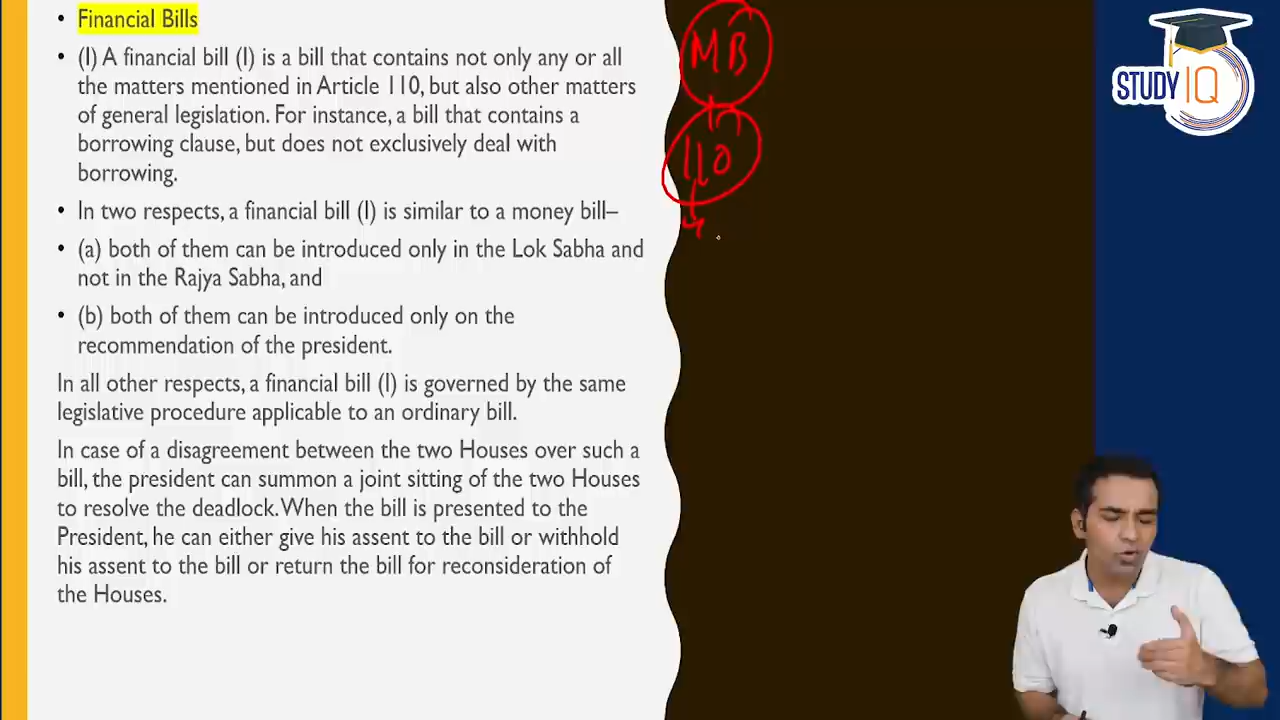 Financial Bills
(I) A financial bill (I) is a bill that contains not only any or all
the matters mentioned in Article 110, but also other matters
of general legislation. For instance, a bill that contains a
borrowing clause, but does not exclusively deal with
borrowing.
In two respects, a financial bill (I) is similar to a money bill–
(a) both of them can be introduced only in the Lok Sabha and
not in the Rajya Sabha, and
(b) both of them can be introduced only on the
recommendation of the president.
In all other respects, a financial bill (I) is governed by the same
legislative procedure applicable to an ordinary bill.
In case of a disagreement between the two Houses over such a
bill, the president can summon a joint sitting of the two Houses
to resolve the deadlock. When the bill is presented to the
President, he can either give his assent to the bill or withhold
his assent to the bill or return the bill for reconsideration of
the Houses.
MB
110
STUDY IQ